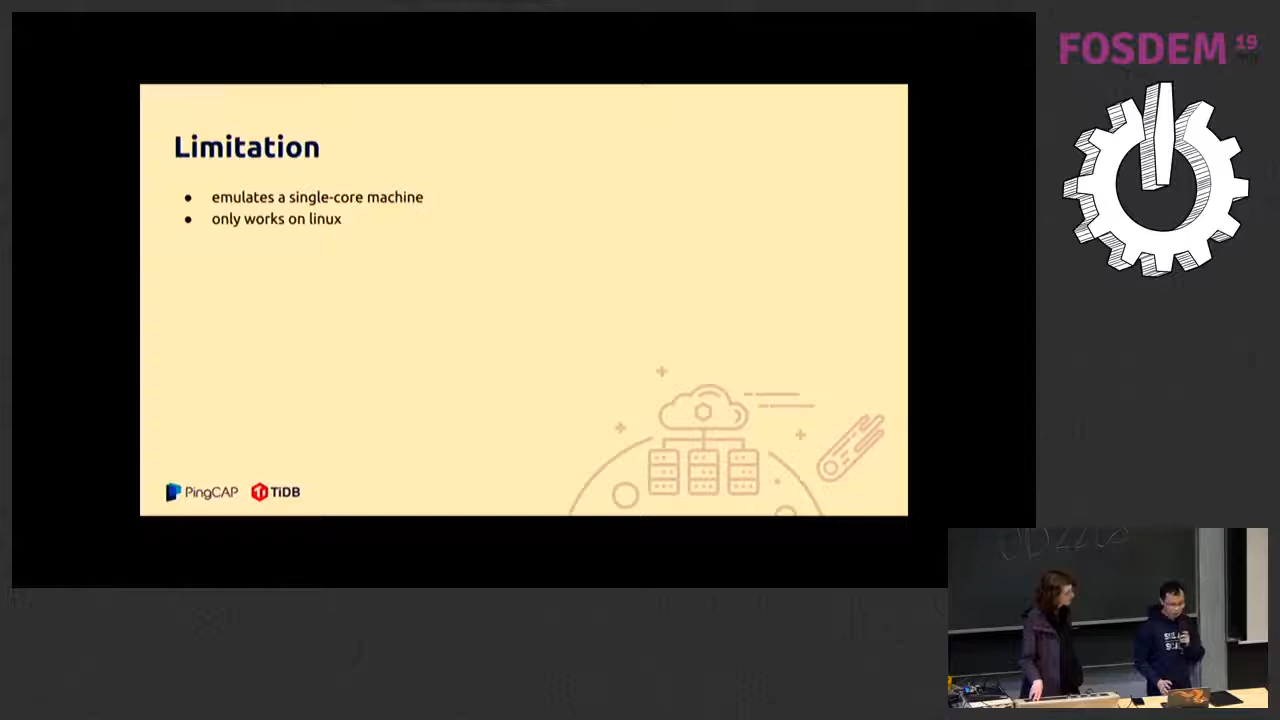 FOSDEM 19
Limitation
● emulates a single-core machine
● only works on linux
PingCAP TiDB